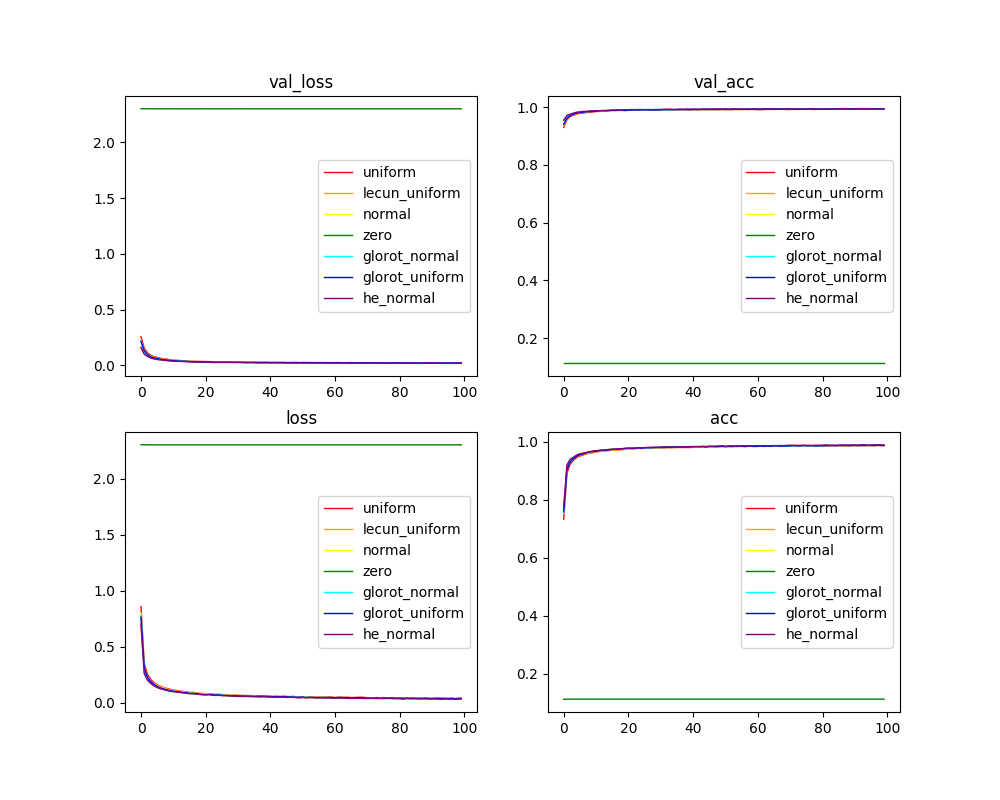 val_loss
2.0
1.5
1.0
0.5
0.0
0 20 40 60 80 100
uniform
lecun_uniform
normal
zero
glorot_normal
glorot_uniform
he_normal
val_acc
1.0
0.8
0.6
0.4
0.2
0 20 40 60 80 100
uniform
lecun_uniform
normal
zero
glorot_normal
glorot_uniform
he_normal
loss
2.0
1.5
1.0
0.5
0.0
0 20 40 60 80 100
uniform
lecun_uniform
normal
zero
glorot_normal
glorot_uniform
he_normal
acc
1.0
0.8
0.6
0.4
0.2
0 20 40 60 80 100
uniform
lecun_uniform
normal
zero
glorot_normal
glorot_uniform
he_normal